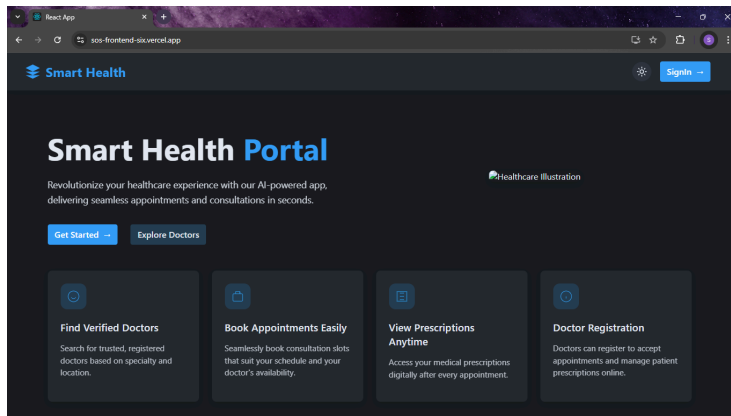 React App
sos-frontend-six.vercel.app
S
Smart Health
SignIn →
Smart Health Portal
Revolutionize your healthcare experience with our AI-powered app,
delivering seamless appointments and consultations in seconds.
Healthcare Illustration
Get Started →
Explore Doctors
Find Verified Doctors
Search for trusted, registered
doctors based on specialty and
location.
Book Appointments Easily
Seamlessly book consultation slots
that suit your schedule and your
doctor's availability.
View Prescriptions
Anytime
Access your medical prescriptions
digitally after every appointment.
Doctor Registration
Doctors can register to accept
appointments and manage patient
prescriptions online.